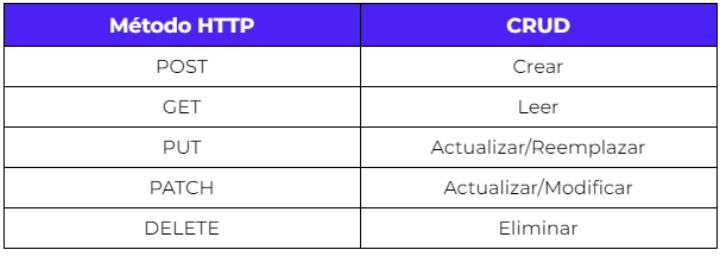 Método HTTP CRUD
POST Crear
GET Leer
PUT Actualizar/Reemplazar
PATCH Actualizar/Modificar
DELETE Eliminar